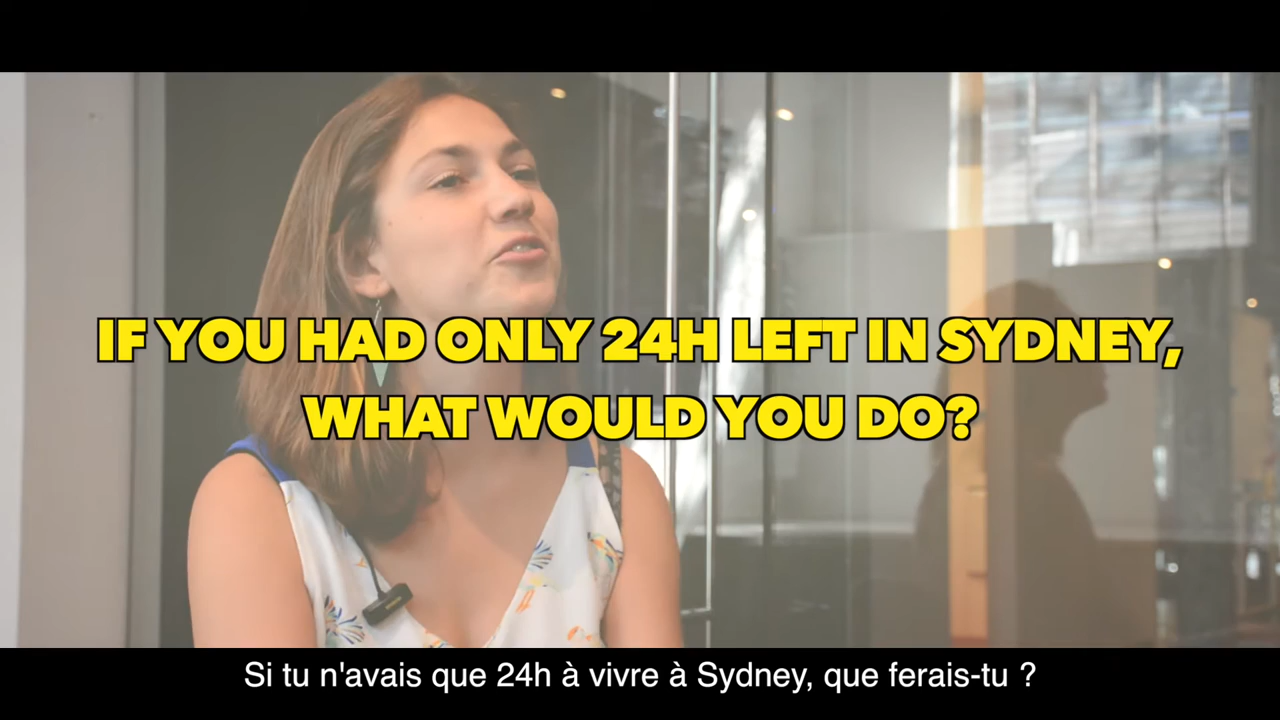 IF YOU HAD ONLY 24H LEFT IN SYDNEY,
WHAT WOULD YOU DO?
Si tu n'avais que 24h à vivre à Sydney, que ferais-tu ?